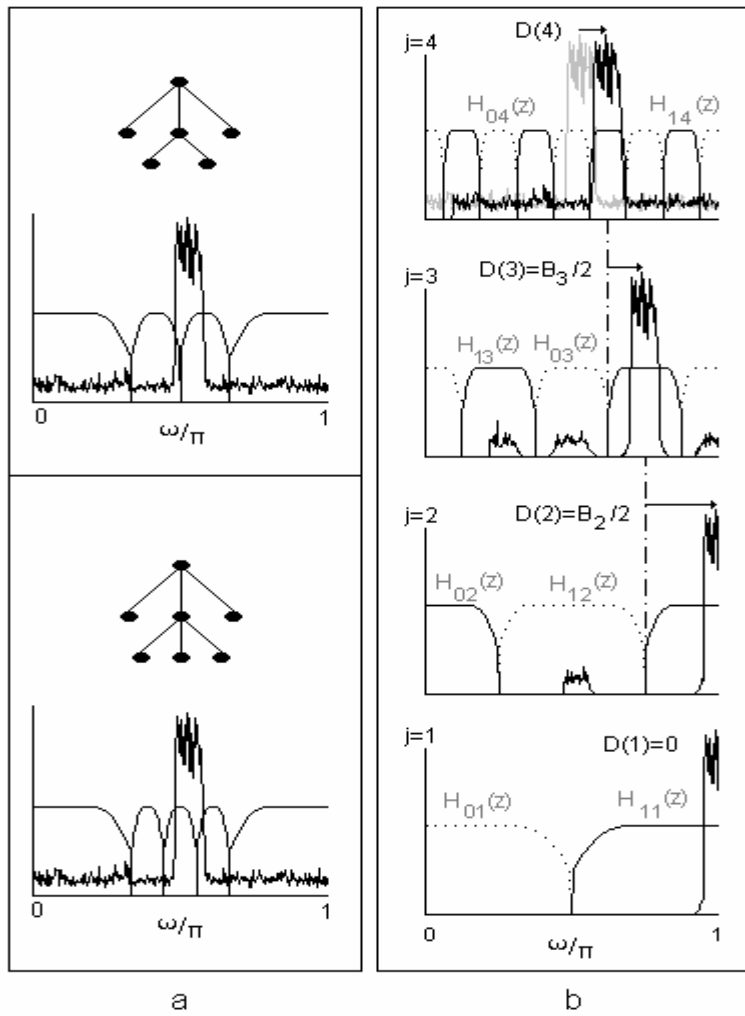 0 1
ω/π
0 1
ω/π
a
D(4)
j=4
H04(z) H14(z)
D(3)=B3/2
j=3
H13(z) H03(z)
D(2)=B2/2
j=2
H02(z) H12(z)
D(1)=0
j=1
H01(z) H11(z)
0 1
ω/π
b